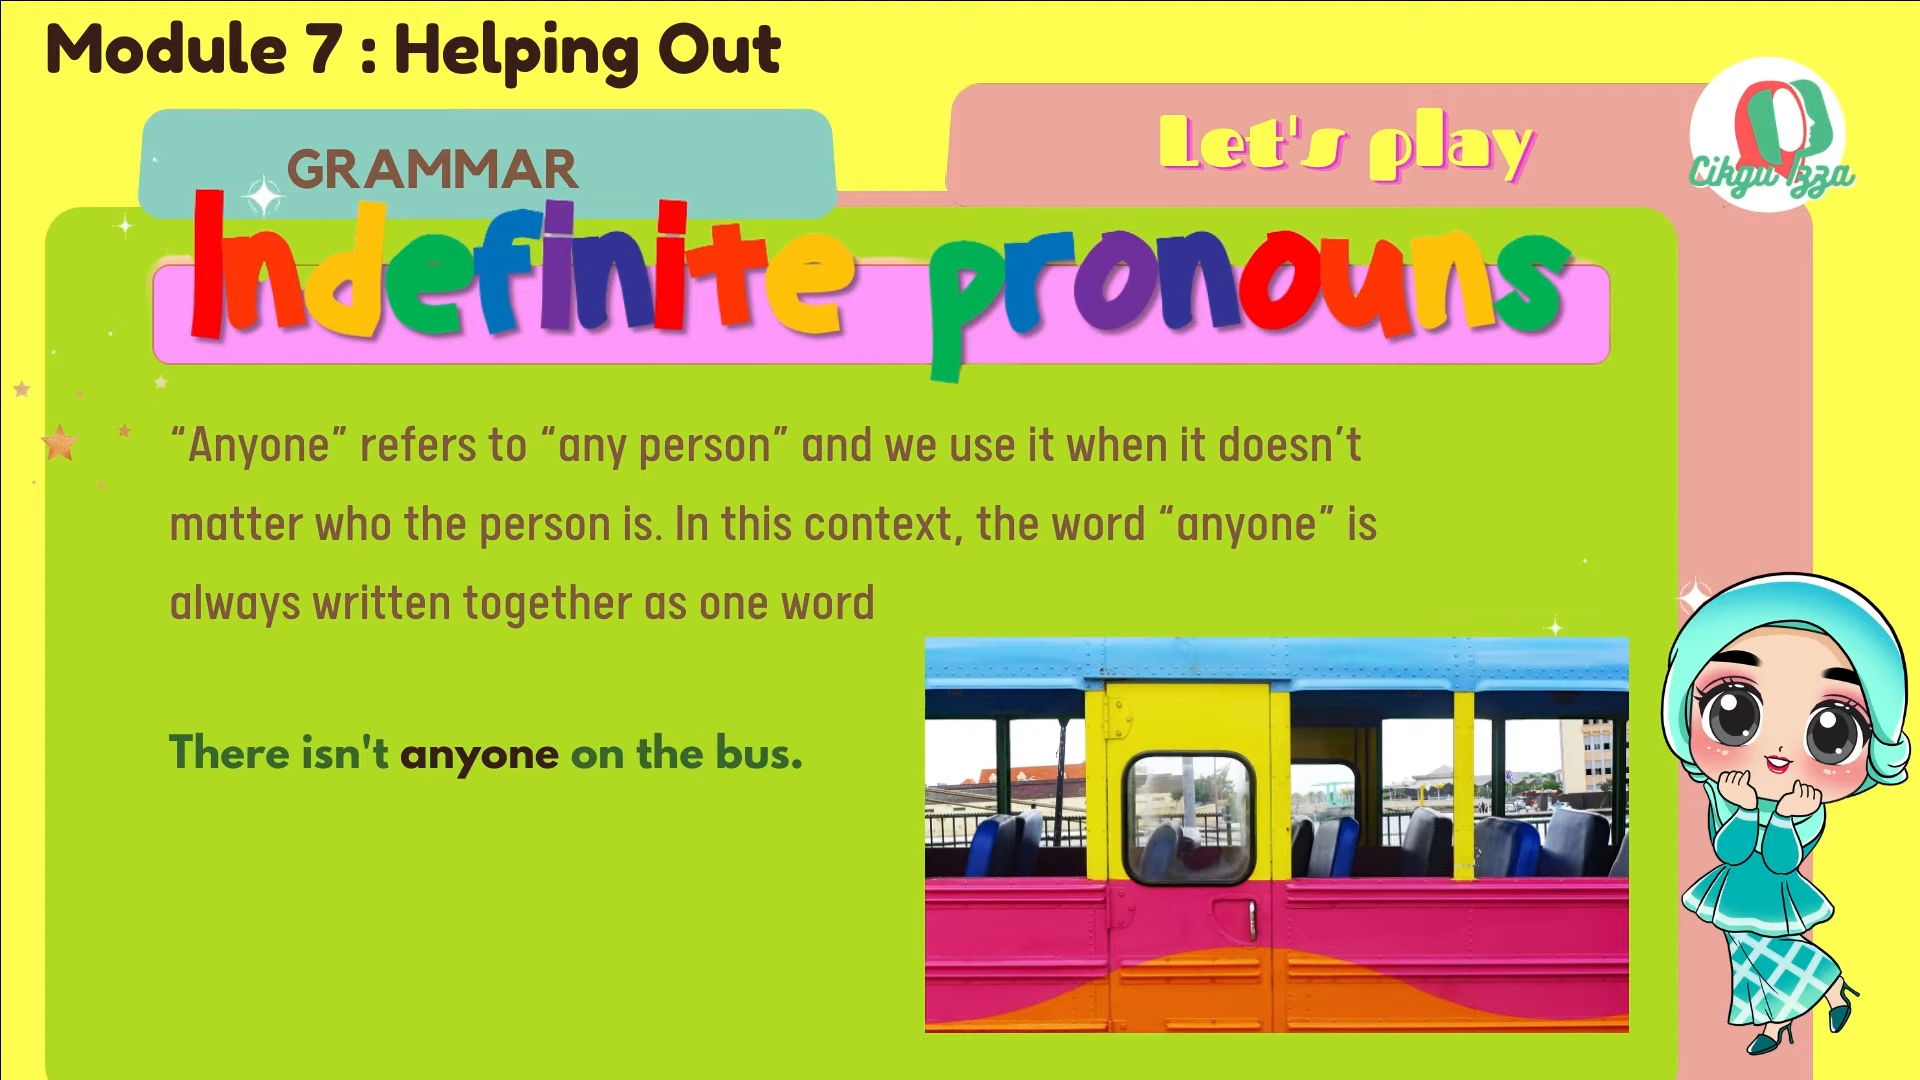 Module 7 : Helping Out
GRAMMAR
Let's play
Cikgu Izza
Indefinite pronouns
“Anyone” refers to “any person” and we use it when it doesn’t
matter who the person is. In this context, the word “anyone” is
always written together as one word
There isn't anyone on the bus.